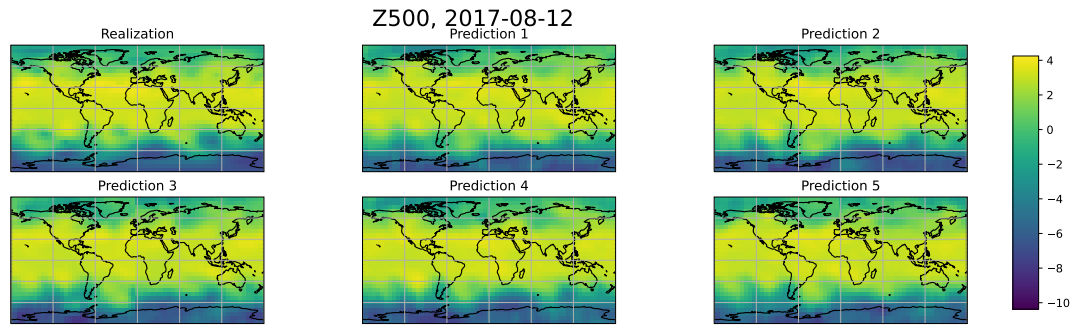 Z500, 2017-08-12
Realization
Prediction 1
Prediction 2
Prediction 3
Prediction 4
Prediction 5
4
2
0
−2
−4
−6
−8
−10